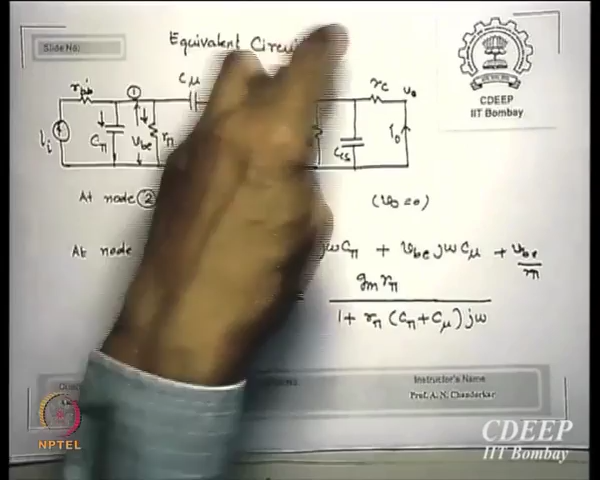 Slide No:
Equivalent
CDEEP
IIT Bombay
Cμ
rc
vo
①
Ii
Cπ
vbe
rπ
Ccs
Io
At node ②
(vo = 0)
At node
jωCπ + vbe jωCμ + vbe/rπ
gm rπ
1 + rπ (Cπ + Cμ) jω
Instructor's Name
Prof. A. N. Chandorkar
NPTEL
CDEEP
IIT Bombay